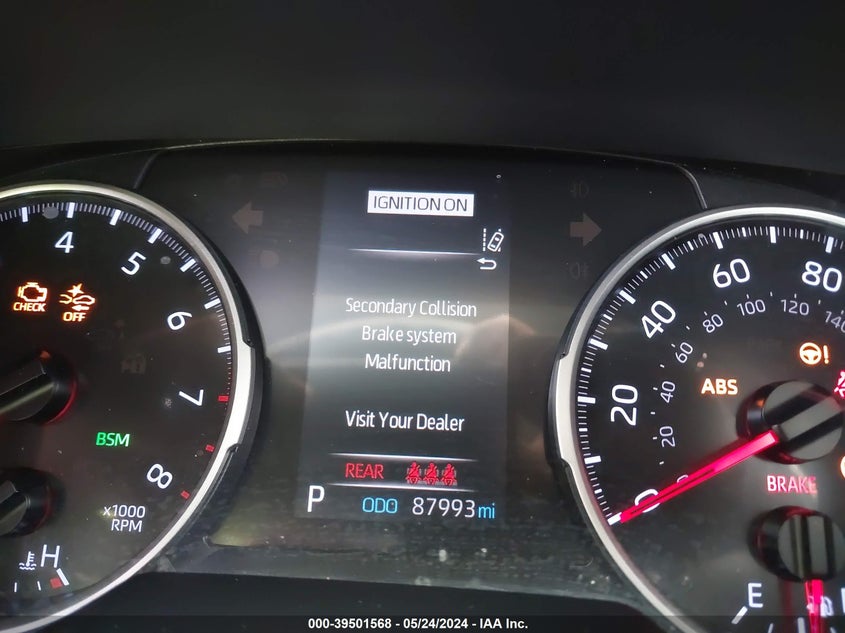 IGNITION ON
4
5
6
7
8
CHECK
OFF
BSM
x1000
RPM
H
Secondary Collision
Brake system
Malfunction
Visit Your Dealer
REAR
P ODO 87993 mi
0
20
40
60
80
20
40
60
80
100
120
140
ABS
BRAKE
E
000-39501568 - 05/24/2024 - IAA Inc.